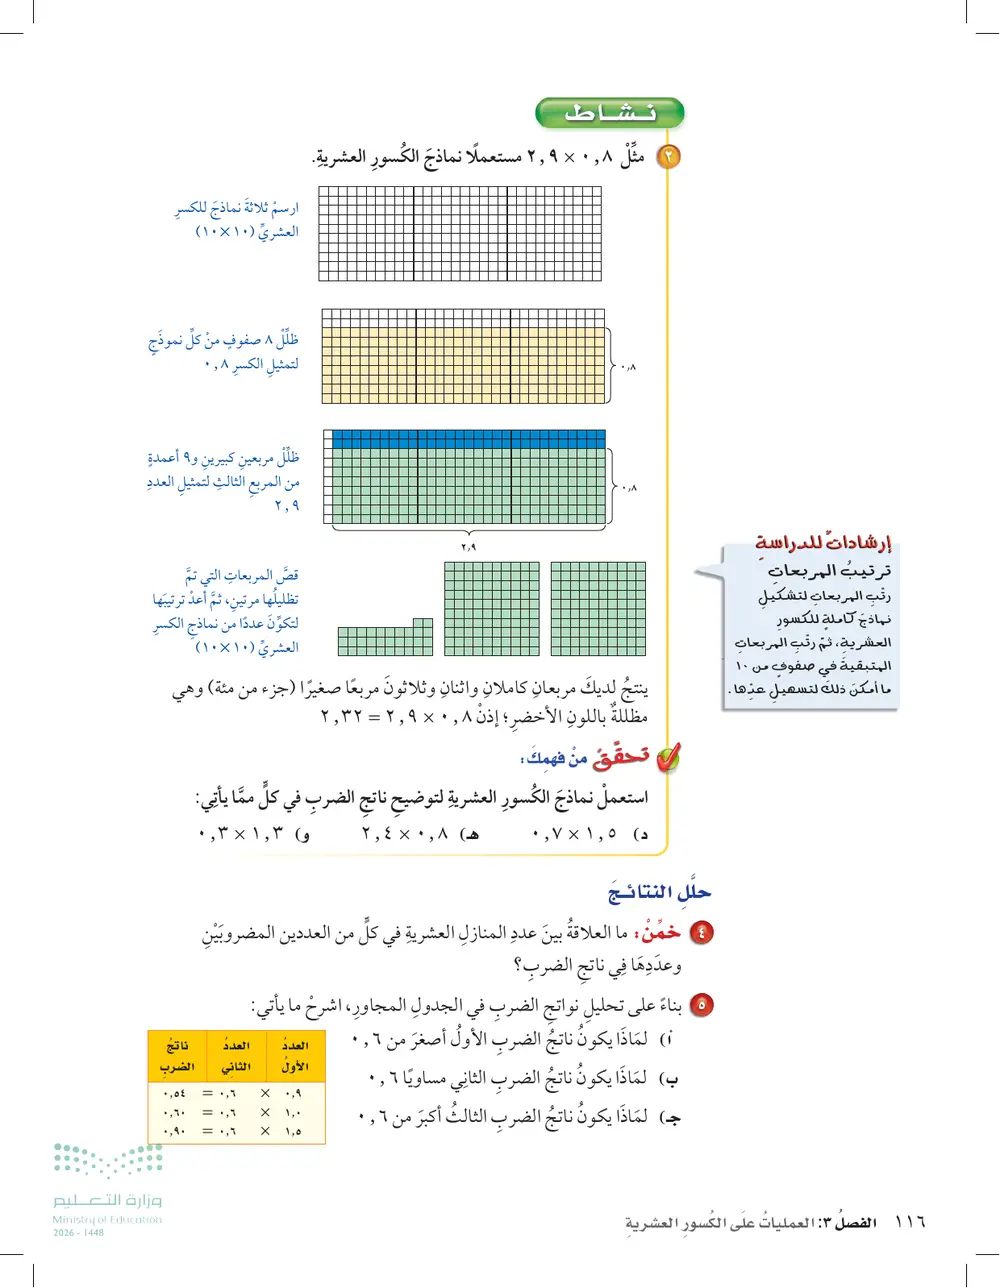 نشاط
٢ مثِّلْ ٠,٨ × ٢,٩ مستعملًا نماذجَ الكُسورِ العشريةِ.
ارسمْ ثلاثةَ نماذجَ للكسرِ
العشريِّ (١٠×١٠)
ظلِّلْ ٨ صفوفٍ منْ كلِّ نموذَجٍ
لتمثيلِ الكسرِ ٠,٨
٠,٨
ظلِّلْ مربعينِ كبيرينِ و٩ أعمدةٍ
من المربعِ الثالثِ لتمثيلِ العددِ
٢,٩
٠,٨
٢,٩
قصَّ المربعاتِ التي تمَّ
تظليلُها مرتينِ، ثمَّ أعدْ ترتيبَها
لتكوِّنَ عددًا من نماذجِ الكسرِ
العشريِّ (١٠×١٠)
إرشاداتٌ للدراسةِ
ترتيبُ المربعاتِ
رتّبِ المربعاتِ لتشكيلِ
نماذجَ كاملةٍ للكسورِ
العشريةِ، ثمّ رتّبِ المربعاتِ
المتبقيةَ في صفوفٍ من ١٠
ما أمكنَ ذلكَ لتسهيلِ عدّها.
ينتجُ لديكَ مربعانِ كاملانِ واثنانِ وثلاثونَ مربعًا صغيرًا (جزء من مئة) وهي
مظللةٌ باللونِ الأخضرِ؛ إذنْ ٠,٨ × ٢,٩ = ٢,٣٢
تحقَّقْ منْ فهمِكَ:
استعملْ نماذجَ الكُسورِ العشريةِ لتوضيحِ ناتجِ الضربِ في كلٍّ ممَّا يأتِي:
د) ١,٥ × ٠,٧ هـ) ٠,٨ × ٢,٤ و) ١,٣ × ٠,٣
حلَّلِ النتائجَ
٤ خمِّنْ: ما العلاقةُ بينَ عددِ المنازلِ العشريةِ في كلٍّ من العددين المضروبَيْنِ
وعدَدِهَا فِي ناتجِ الضربِ؟
٥ بناءً على تحليلِ نواتجِ الضربِ في الجدولِ المجاورِ، اشرحْ ما يأتي:
أ) لمَاذَا يكونُ ناتجُ الضربِ الأولُ أصغرَ من ٠,٦
ب) لمَاذَا يكونُ ناتجُ الضربِ الثانِي مساويًا ٠,٦
جـ) لمَاذَا يكونُ ناتجُ الضربِ الثالثُ أكبرَ من ٠,٦
العددُ العددُ ناتجُ
الأولُ الثانِي الضربِ
٠,٩ × ٠,٦ = ٠,٥٤
١,٠ × ٠,٦ = ٠,٦٠
١,٥ × ٠,٦ = ٠,٩٠
وزارة التعليم
Ministry of Education
2026 - 1448
١١٦ الفصلُ ٣: العملياتُ علَى الكُسورِ العشريةِ